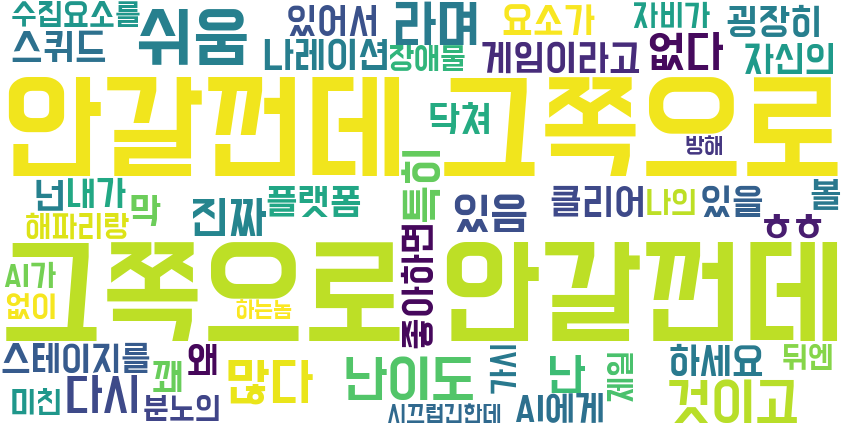 수집요소를 쉬움 있어서 라며 요소가 자비가 굉장히
스퀴드 나레이션 장애물 게임이라고 없다 자신의
안갈껀데 그쪽으로
닥쳐 방해
넌 내가 막 진짜 플랫폼 특히 있음 클리어 나의 있을 볼
해파리랑 ㅎㅎ
그쪽으로 안갈껀데
AI가 좋아하면
없이 하는놈
스테이지를 왜 많다 난이도 가시 난 제일 하세요 뒤엔
미친 다시 꽤 분노의 시끄럽긴한데 AI에게 것이고